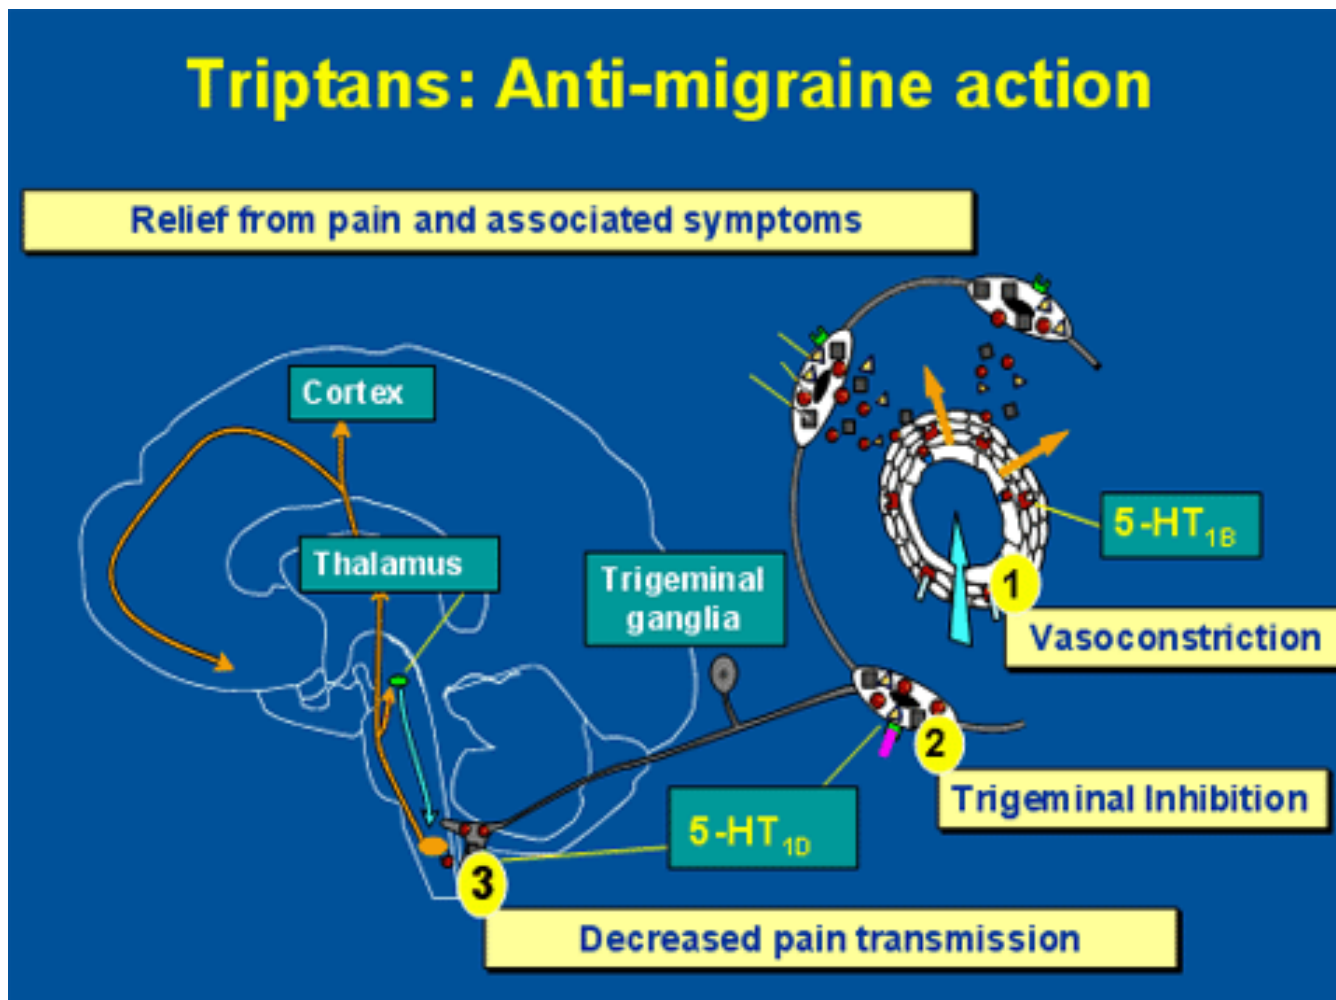 Triptans: Anti-migraine action
Relief from pain and associated symptoms
Cortex
Thalamus
Trigeminal
ganglia
5-HT1B
1
Vasoconstriction
2
Trigeminal Inhibition
5-HT1D
3
Decreased pain transmission